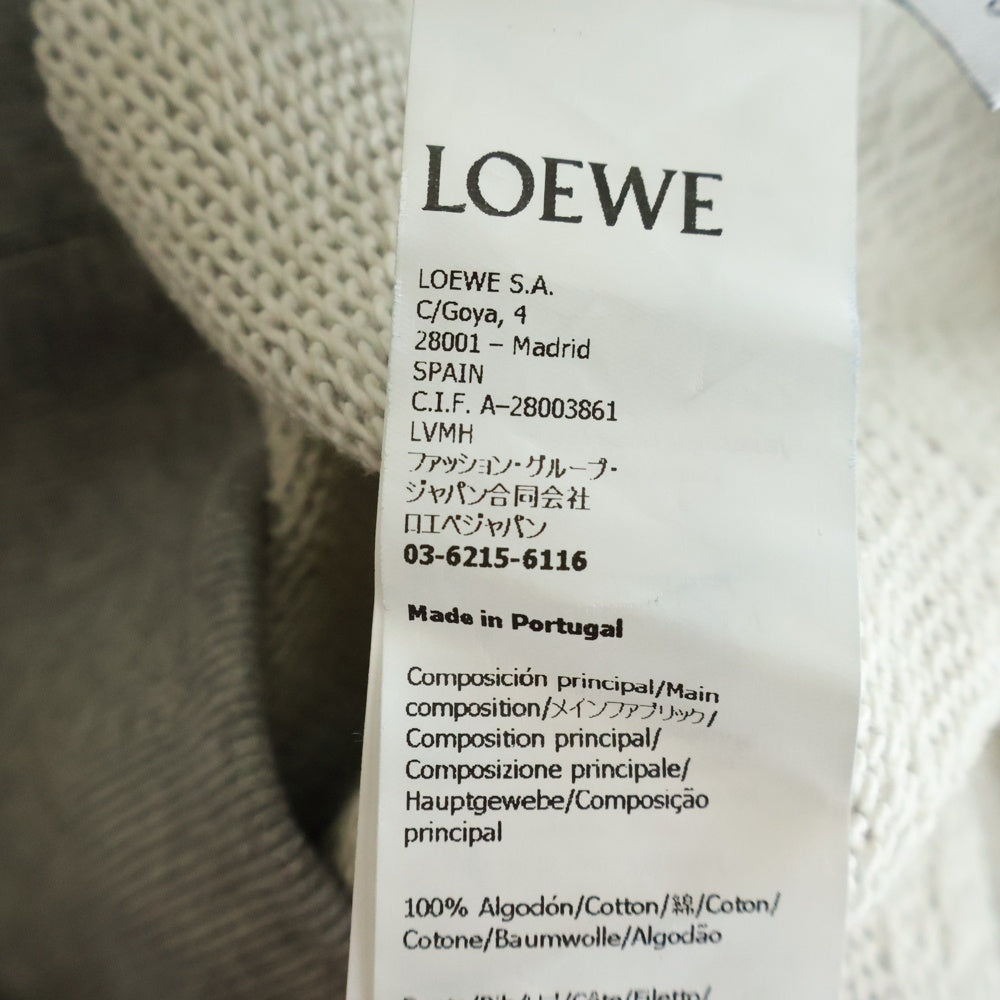 LOEWE
LOEWE S.A.
C/Goya, 4
28001 – Madrid
SPAIN
C.I.F. A–28003861
LVMH
ファッション・グループ・
ジャパン合同会社
ロエベジャパン
03-6215-6116
Made in Portugal
Composición principal/Main
composition/メインファブリック/
Composition principal/
Composizione principale/
Hauptgewebe/Composição
principal
100% Algodón/Cotton/綿/Coton/
Cotone/Baumwolle/Algodão